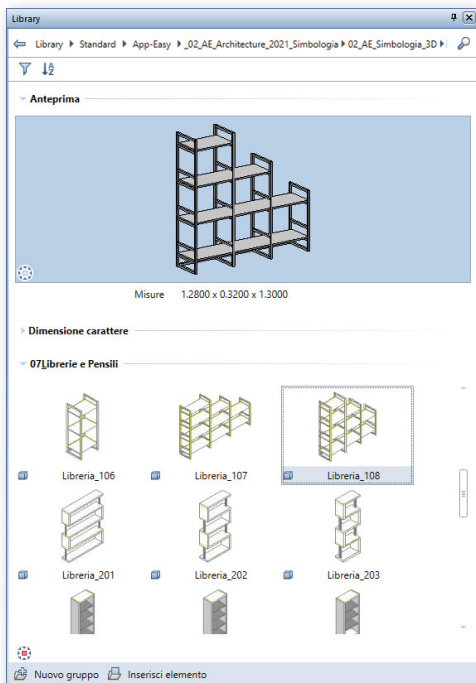 Library
Library Standard App-Easy _02_AE_Architecture_2021_Simbologia 02_AE_Simbologia_3D
Anteprima
Misure 1.2800 x 0.3200 x 1.3000
Dimensione carattere
07Librerie e Pensili
Libreria_106 Libreria_107 Libreria_108
Libreria_201 Libreria_202 Libreria_203
Nuovo gruppo Inserisci elemento